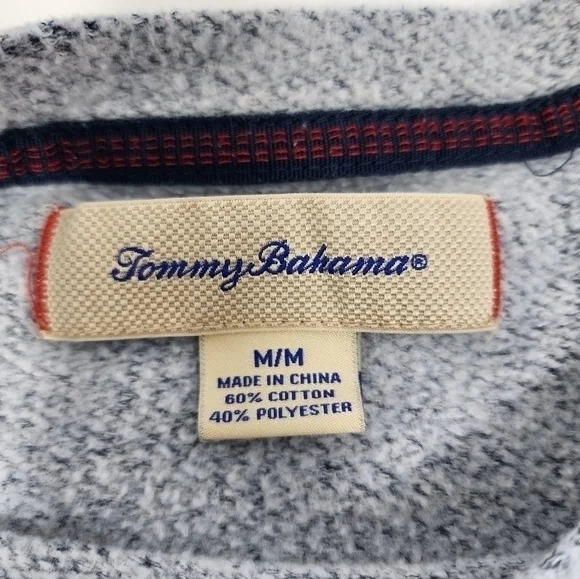 Tommy Bahama®
M/M
MADE IN CHINA
60% COTTON
40% POLYESTER